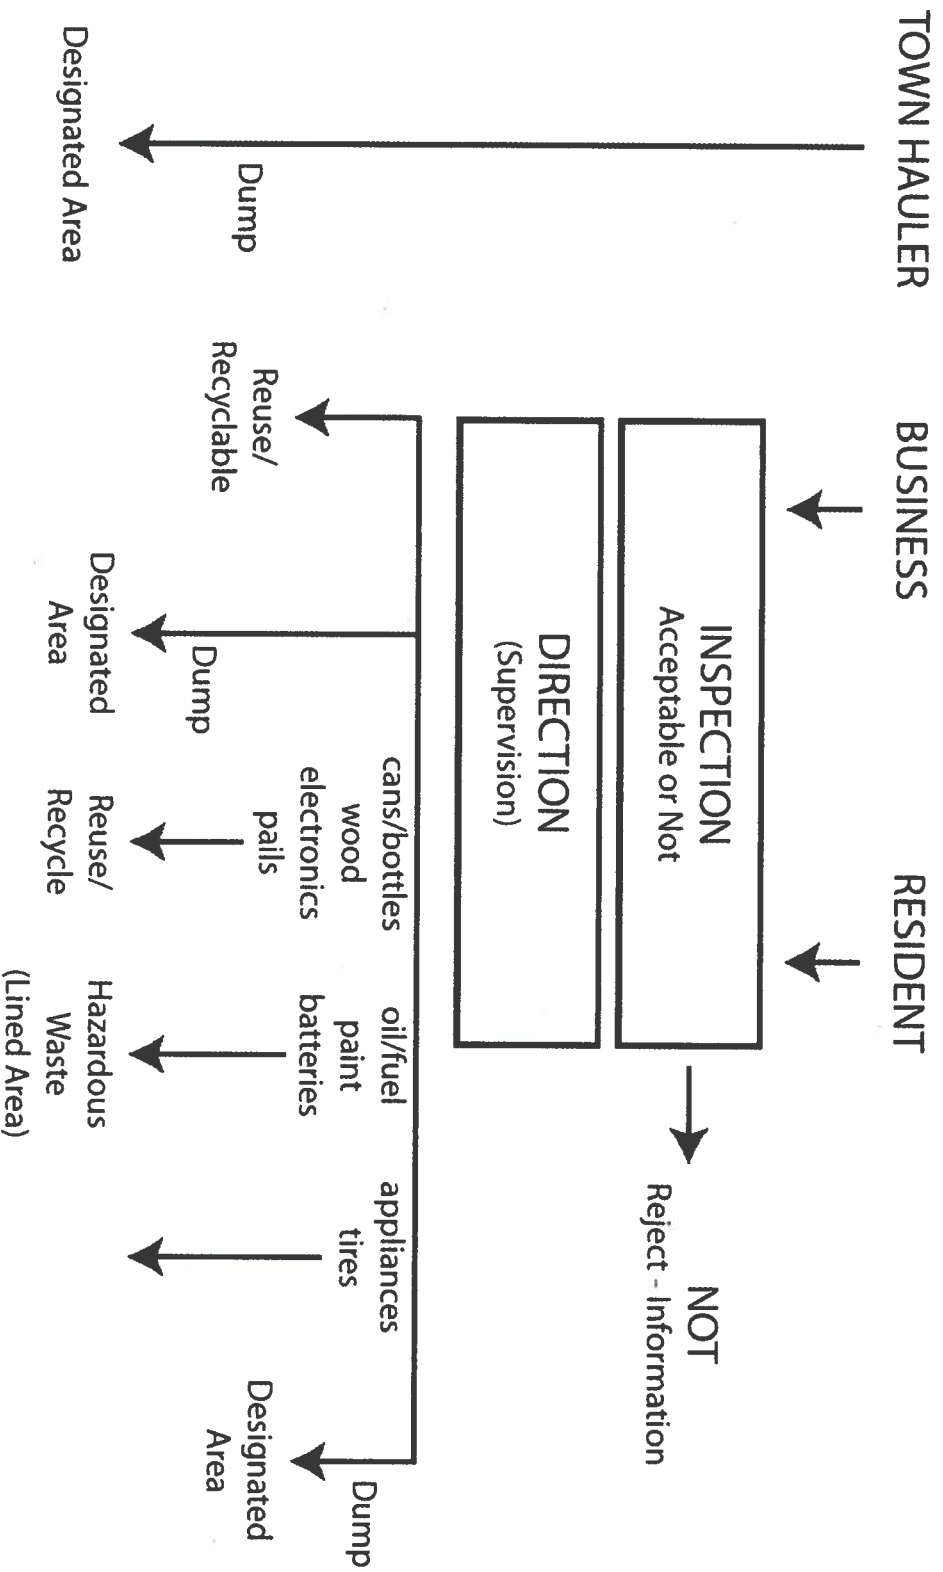 TOWN HAULER
BUSINESS
RESIDENT
INSPECTION
Acceptable or Not
NOT
Reject - Information
DIRECTION
(Supervision)
Dump
Designated Area
Reuse/
Recyclable
Dump
Designated
Area
cans/bottles
wood
electronics
pails
Reuse/
Recycle
oil/fuel
paint
batteries
Hazardous
Waste
(Lined Area)
appliances
tires
Dump
Designated
Area